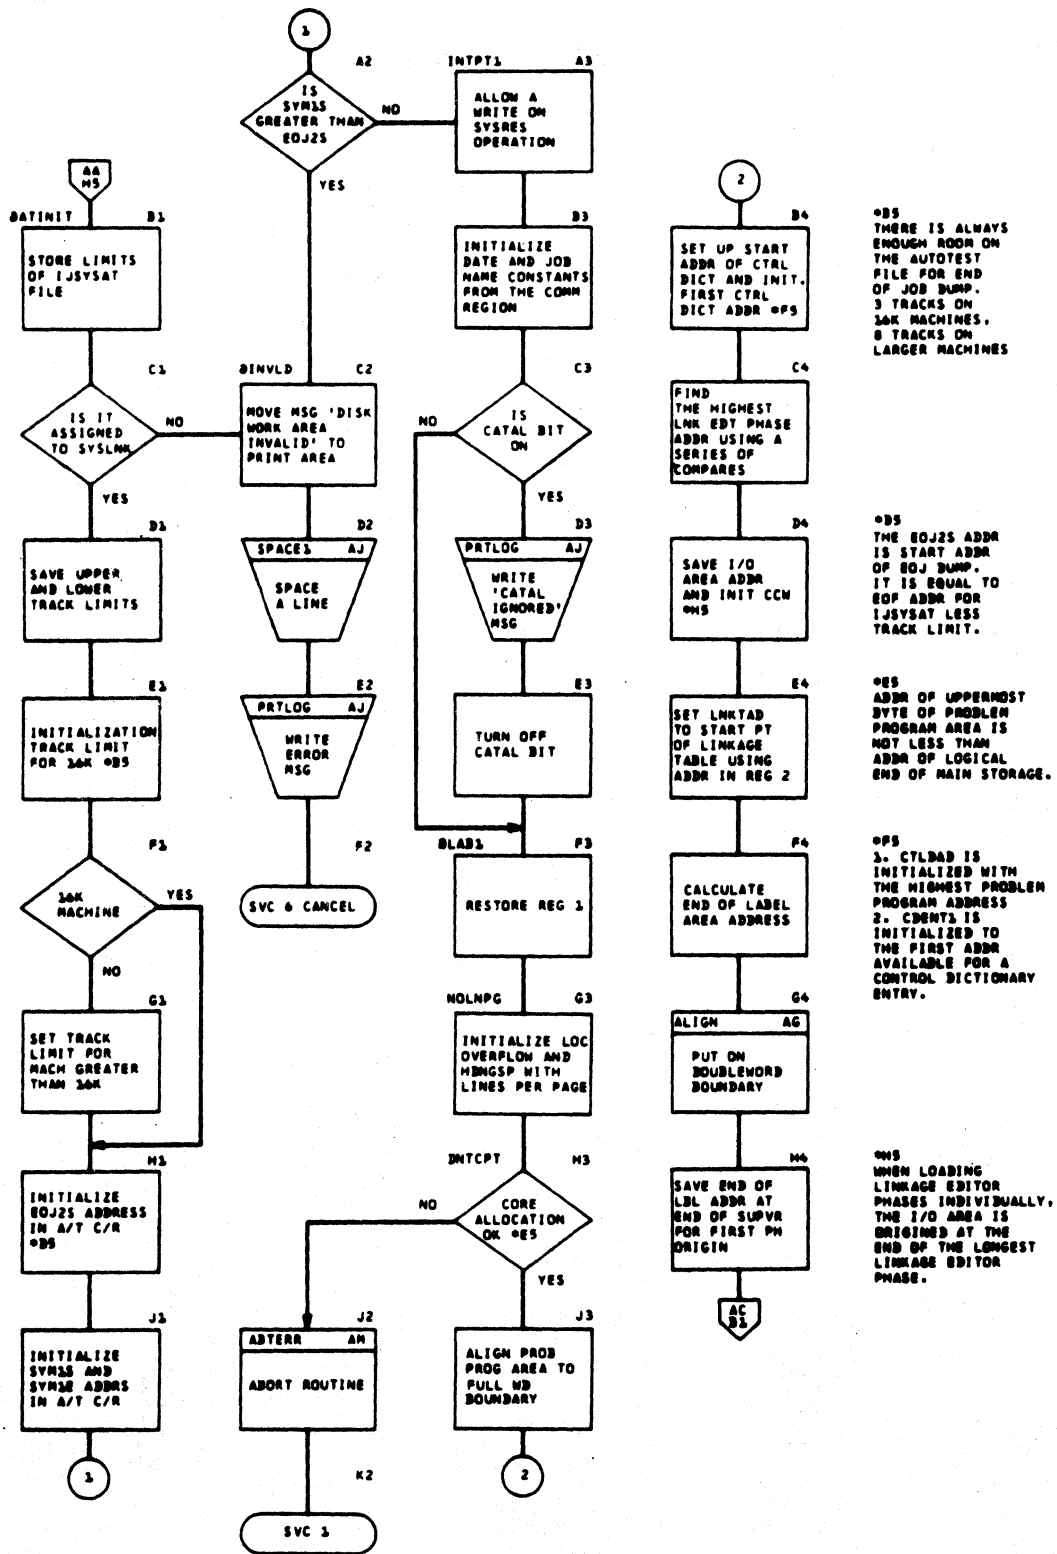 AA
H5
BATINIT B1
STORE LIMITS
OF IJSYSAT
FILE
C1
IS IT
ASSIGNED
TO SYSLNK
NO
YES
D1
SAVE UPPER
AND LOWER
TRACK LIMITS
E1
INITIALIZATION
TRACK LIMIT
FOR 16K *B5
F1
16K
MACHINE
YES
NO
G1
SET TRACK
LIMIT FOR
MACH GREATER
THAN 16K
H1
INITIALIZE
EOJ2S ADDRESS
IN A/T C/R
*D5
J1
INITIALIZE
SYM1S AND
SYM1E ADDRS
IN A/T C/R
1
1
A2
IS
SYM1S
GREATER THAN
EOJ2S
NO
YES
BINVLD C2
MOVE MSG 'DISK
WORK AREA
INVALID' TO
PRINT AREA
D2
SPACE1 AJ
SPACE
A LINE
E2
PRTLOG AJ
WRITE
ERROR
MSG
F2
SVC 6 CANCEL
J2
ABTERR AH
ABORT ROUTINE
K2
SVC 1
INTPT1 A3
ALLOW A
WRITE ON
SYSRES
OPERATION
B3
INITIALIZE
DATE AND JOB
NAME CONSTANTS
FROM THE COMM
REGION
C3
IS
CATAL BIT
ON
NO
YES
D3
PRTLOG AJ
WRITE
'CATAL
IGNORED'
MSG
E3
TURN OFF
CATAL BIT
BLAB1 F3
RESTORE REG 1
NOLNPG G3
INITIALIZE LOC
OVERFLOW AND
HDNGSP WITH
LINES PER PAGE
DNTCPT H3
CORE
ALLOCATION
OK *E5
NO
YES
J3
ALIGN PROB
PROG AREA TO
FULL WD
BOUNDARY
2
2
B4
SET UP START
ADDR OF CTRL
DICT AND INIT.
FIRST CTRL
DICT ADDR *F5
C4
FIND
THE HIGHEST
LNK EDT PHASE
ADDR USING A
SERIES OF
COMPARES
D4
SAVE I/O
AREA ADDR
AND INIT CCW
*H5
E4
SET LNKTAD
TO START PT
OF LINKAGE
TABLE USING
ADDR IN REG 2
F4
CALCULATE
END OF LABEL
AREA ADDRESS
G4
ALIGN AG
PUT ON
DOUBLEWORD
BOUNDARY
H4
SAVE END OF
LBL ADDR AT
END OF SUPVR
FOR FIRST PH
ORIGIN
AC
B1
*B5
THERE IS ALWAYS
ENOUGH ROOM ON
THE AUTOTEST
FILE FOR END
OF JOB DUMP.
3 TRACKS ON
16K MACHINES,
8 TRACKS ON
LARGER MACHINES
*D5
THE EOJ2S ADDR
IS START ADDR
OF EOJ DUMP.
IT IS EQUAL TO
EOF ADDR FOR
IJSYSAT LESS
TRACK LIMIT.
*E5
ADDR OF UPPERMOST
BYTE OF PROBLEM
PROGRAM AREA IS
NOT LESS THAN
ADDR OF LOGICAL
END OF MAIN STORAGE.
*F5
1. CTLDAD IS
INITIALIZED WITH
THE HIGHEST PROBLEM
PROGRAM ADDRESS
2. CDENT1 IS
INITIALIZED TO
THE FIRST ADDR
AVAILABLE FOR A
CONTROL DICTIONARY
ENTRY.
*H5
WHEN LOADING
LINKAGE EDITOR
PHASES INDIVIDUALLY,
THE I/O AREA IS
ORIGINED AT THE
END OF THE LONGEST
LINKAGE EDITOR
PHASE.